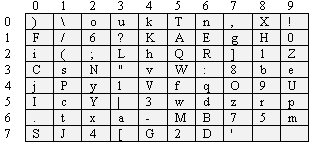 0 1 2 3 4 5 6 7 8 9
0 ) \ o u k T n , X !
1 F / 6 ? K A E g H 0
2 i ( ; L h Q R ] 1 Z
3 C s N " v W : 8 b e
4 j P y l V f q O 9 U
5 I c Y | 3 w d z r p
6 . t x a - M B 7 5 m
7 S J 4 [ G 2 D '